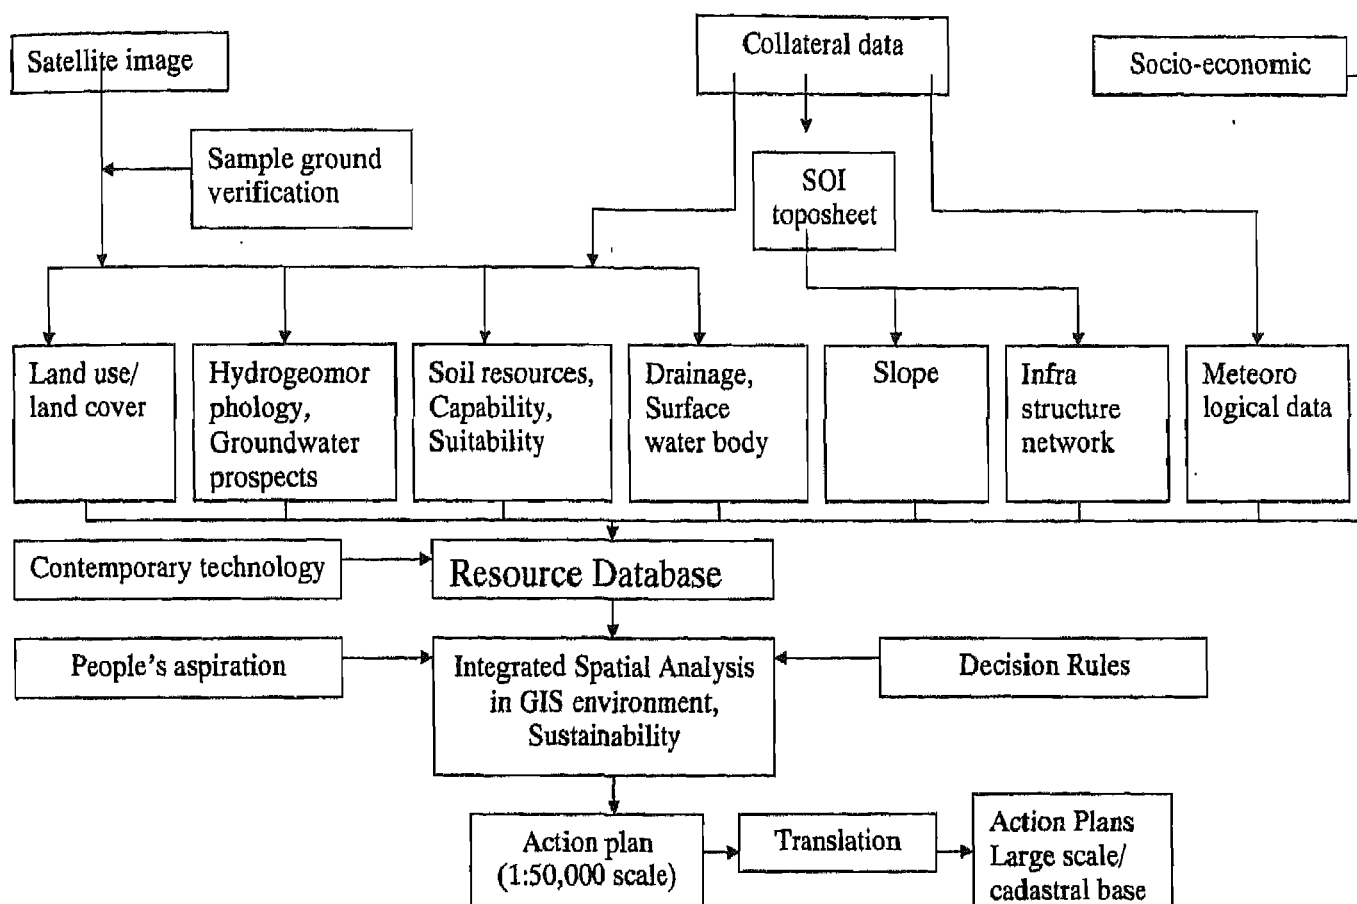 Satellite image
Collateral data
Socio-economic
Sample ground
verification
SOI
toposheet
Land use/
land cover
Hydrogeomor
phology,
Groundwater
prospects
Soil resources,
Capability,
Suitability
Drainage,
Surface
water body
Slope
Infra
structure
network
Meteoro
logical data
Contemporary technology
Resource Database
People's aspiration
Integrated Spatial Analysis
in GIS environment,
Sustainability
Decision Rules
Action plan
(1:50,000 scale)
Translation
Action Plans
Large scale/
cadastral base